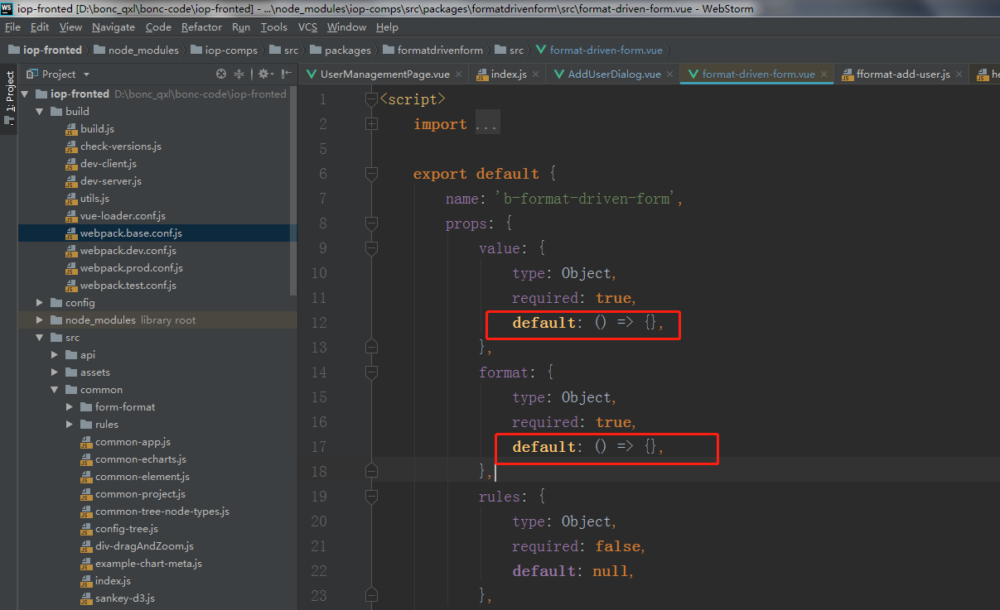 iop-fronted [D:\bonc_qxl\bonc-code\iop-fronted] - ...\node_modules\iop-comps\src\packages\formatdrivenform\src\format-driven-form.vue - WebStorm
File Edit View Navigate Code Refactor Run Tools VCS Window Help
iop-fronted node_modules iop-comps src packages formatdrivenform src format-driven-form.vue
1: Project
Project
UserManagementPage.vue index.js AddUserDialog.vue format-driven-form.vue fformat-add-user.js he
iop-fronted D:\bonc_qxl\bonc-code\iop-fronted
build
build.js
check-versions.js
dev-client.js
dev-server.js
utils.js
vue-loader.conf.js
webpack.base.conf.js
webpack.dev.conf.js
webpack.prod.conf.js
webpack.test.conf.js
config
node_modules library root
src
api
assets
common
form-format
rules
common-app.js
common-echarts.js
common-element.js
common-project.js
common-tree-node-types.js
config-tree.js
div-dragAndZoom.js
example-chart-meta.js
index.js
sankey-d3.js
1 <script>
2 import ...
5
6 export default {
7 name: 'b-format-driven-form',
8 props: {
9 value: {
10 type: Object,
11 required: true,
12 default: () => {},
13 },
14 format: {
15 type: Object,
16 required: true,
17 default: () => {},
18 },
19 rules: {
20 type: Object,
21 required: false,
22 default: null,
23 },